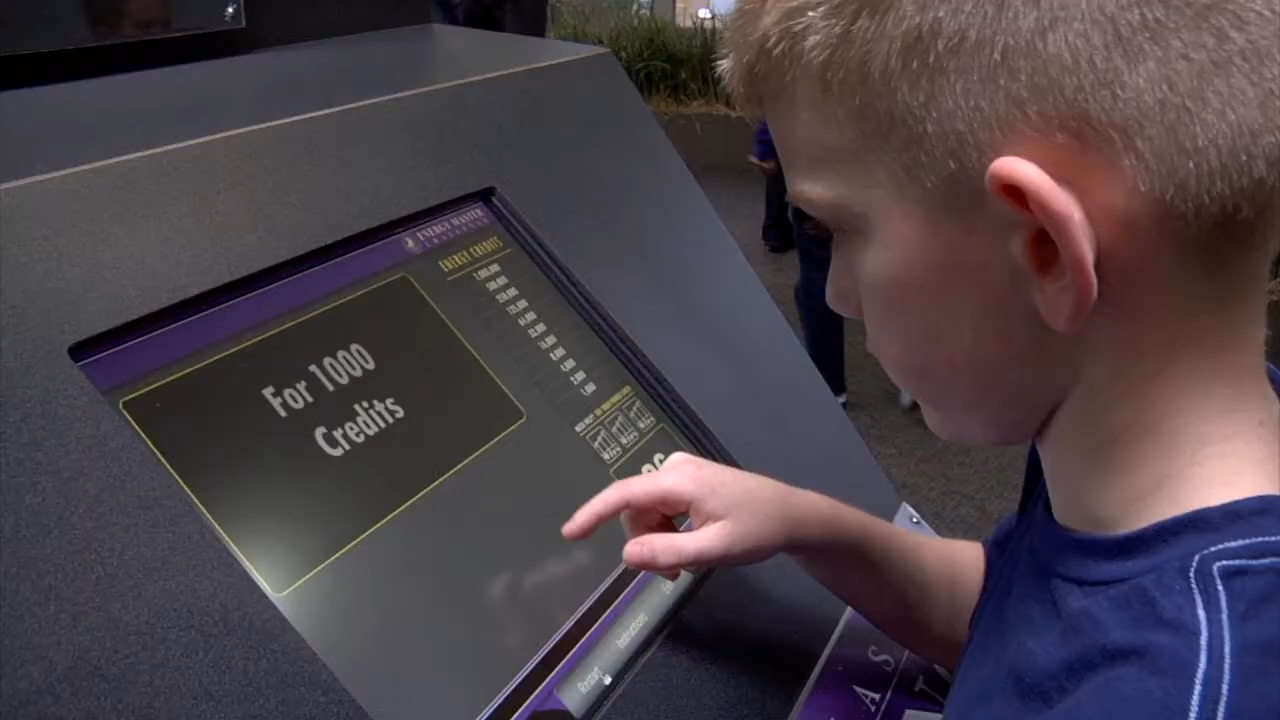 ENERGY MASTER
CHALLENGE
ENERGY CREDITS
1,000,000
500,000
250,000
125,000
64,000
32,000
16,000
8,000
4,000
2,000
1,000
For 1000
Credits
Instructions
Restart
A S